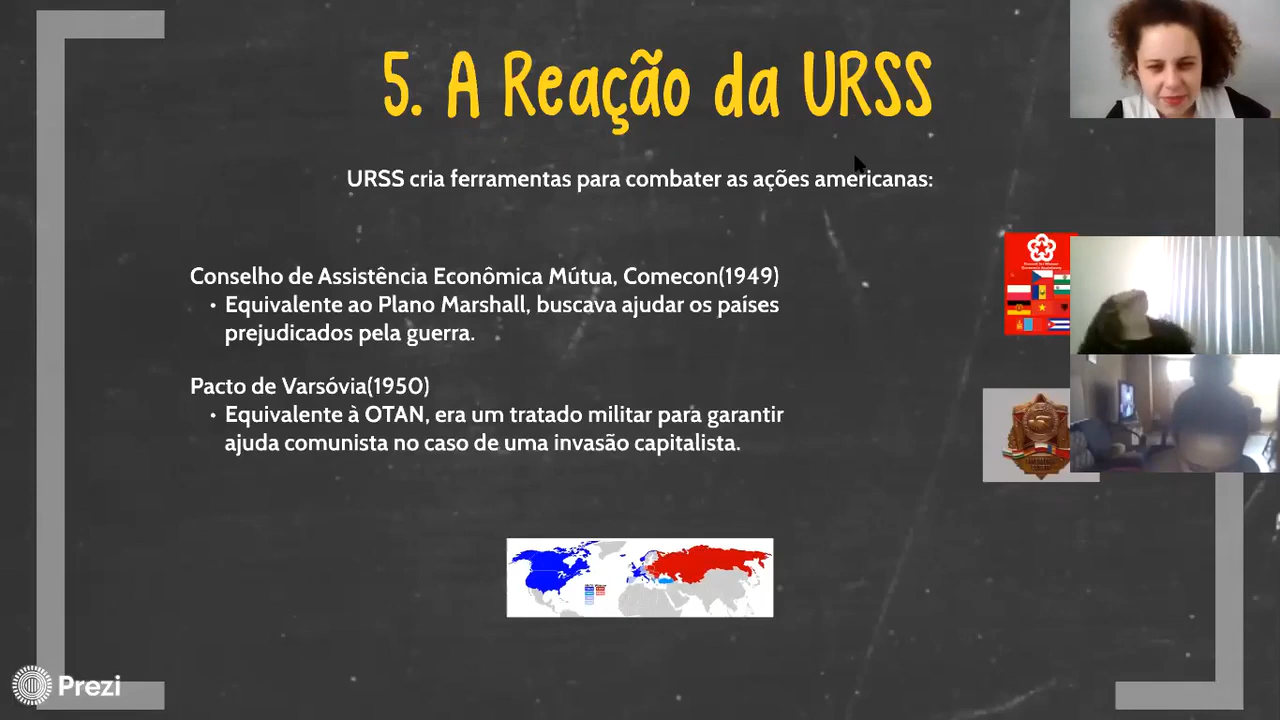 5. A Reação da URSS
URSS cria ferramentas para combater as ações americanas:
Conselho de Assistência Econômica Mútua, Comecon(1949)
• Equivalente ao Plano Marshall, buscava ajudar os países
prejudicados pela guerra.
Pacto de Varsóvia(1950)
• Equivalente à OTAN, era um tratado militar para garantir
ajuda comunista no caso de uma invasão capitalista.
Prezi